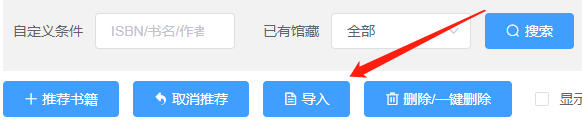 自定义条件 ISBN/书名/作者 已有馆藏 全部 搜索
推荐书籍 取消推荐 导入 删除/一键删除 显示